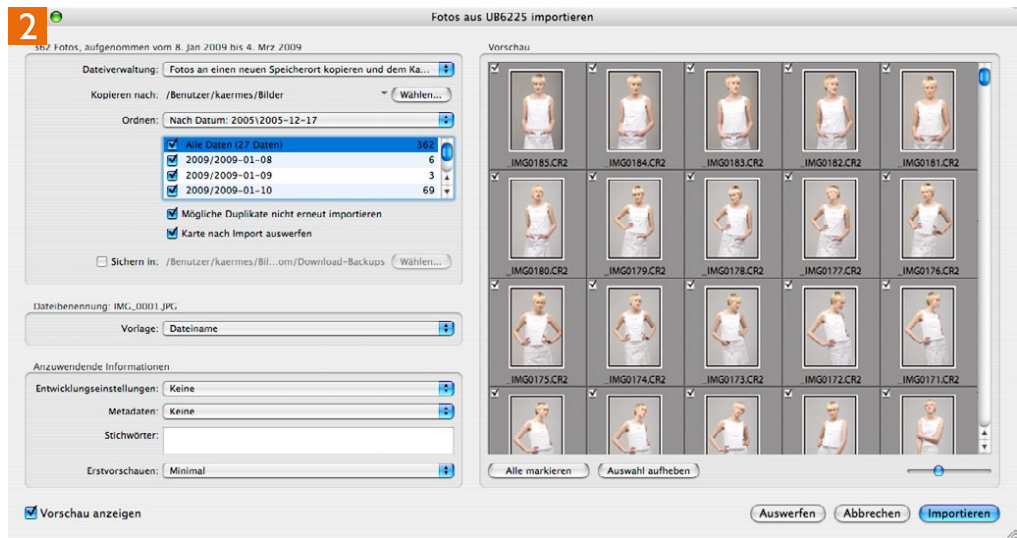 2
Fotos aus UB6225 importieren
362 Fotos, aufgenommen vom 8. Jan 2009 bis 4. Mrz 2009
Dateiverwaltung: Fotos an einen neuen Speicherort kopieren und dem Ka...
Kopieren nach: /Benutzer/kaermes/Bilder Wählen...
Ordnen: Nach Datum: 2005\2005-12-17
Alle Daten (27 Daten) 362
2009/2009-01-08 6
2009/2009-01-09 3
2009/2009-01-10 69
Mögliche Duplikate nicht erneut importieren
Karte nach Import auswerfen
Sichern in: /Benutzer/kaermes/Bil...om/Download-Backups Wählen...
Dateibenennung: IMG_0001.JPG
Vorlage: Dateiname
Anzuwendende Informationen
Entwicklungseinstellungen: Keine
Metadaten: Keine
Stichwörter:
Erstvorschauen: Minimal
Vorschau anzeigen
Vorschau
_IMG0185.CR2 _IMG0184.CR2 _IMG0183.CR2 _IMG0182.CR2 _IMG0181.CR2
_IMG0180.CR2 _IMG0179.CR2 _IMG0178.CR2 _IMG0177.CR2 _IMG0176.CR2
_IMG0175.CR2 _IMG0174.CR2 _IMG0173.CR2 _IMG0172.CR2 _IMG0171.CR2
Alle markieren Auswahl aufheben
Auswerfen Abbrechen Importieren